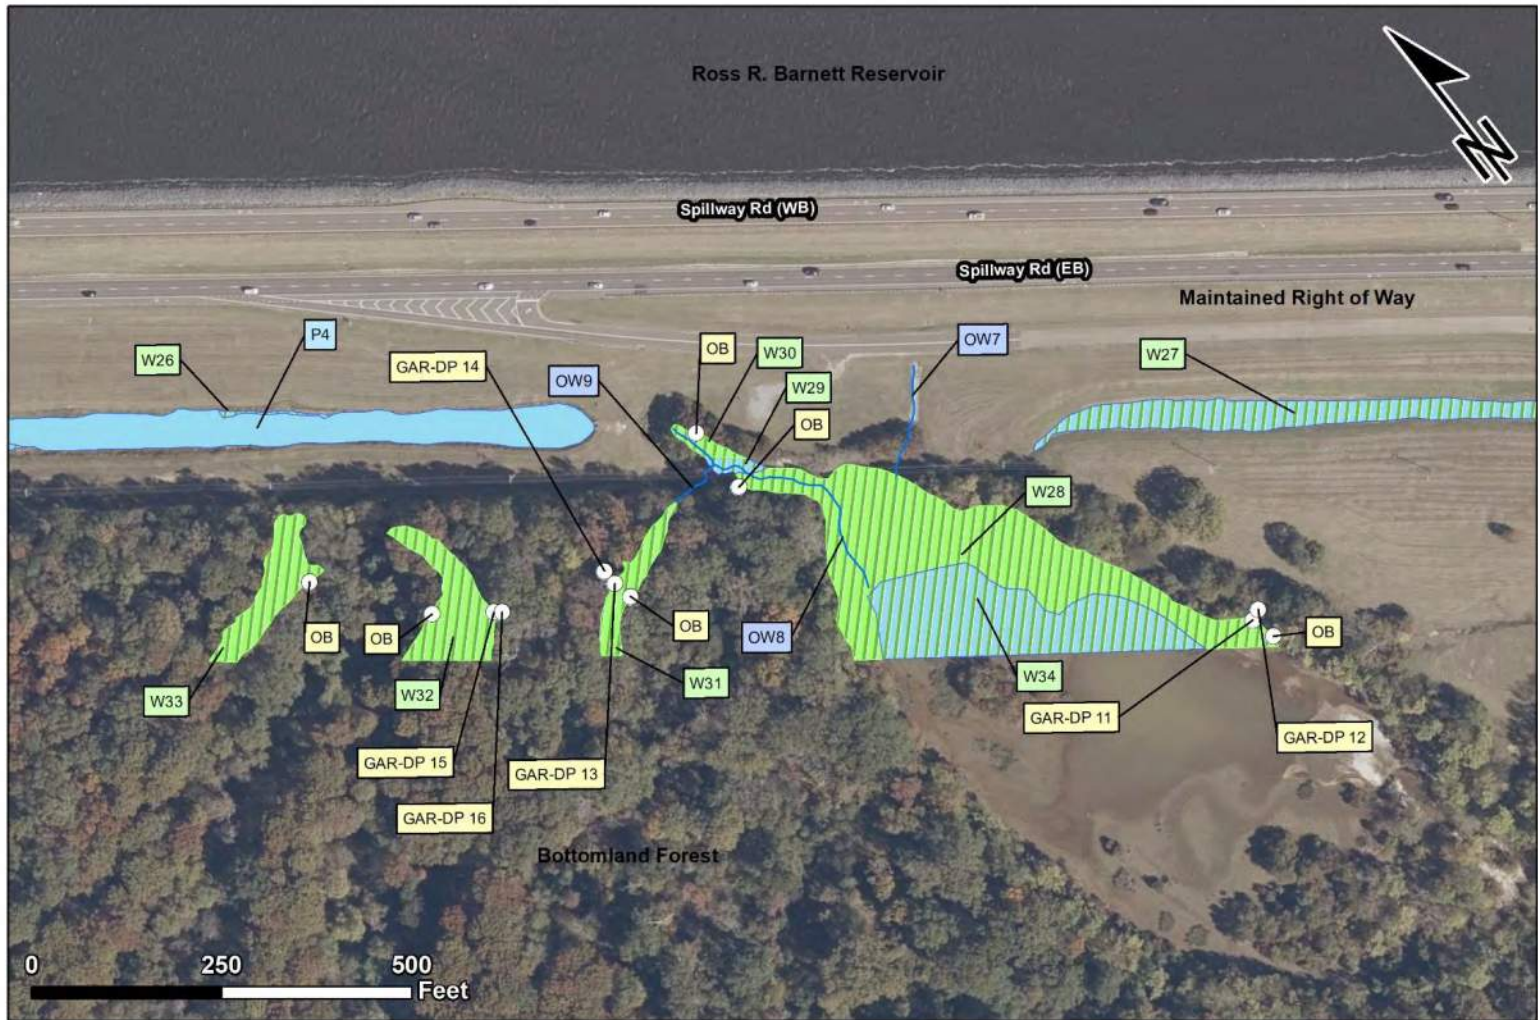 Ross R. Barnett Reservoir
N
Spillway Rd (WB)
Spillway Rd (EB)
Maintained Right of Way
P4
W26
GAR-DP 14
OW9
OB
W30
W29
OB
OW7
W27
W28
OB
OB
OB
OW8
W34
OB
W33
W32
W31
GAR-DP 11
GAR-DP 12
GAR-DP 15
GAR-DP 13
GAR-DP 16
Bottomland Forest
0 250 500
Feet